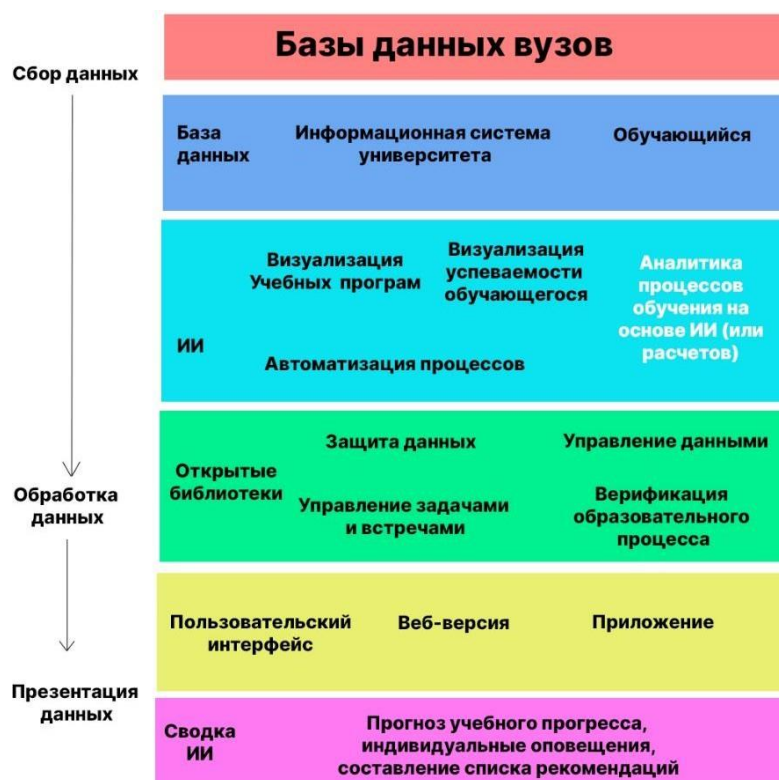 Базы данных вузов
Сбор данных
База
данных
Информационная система
университета
Обучающийся
Визуализация
Учебных програм
Визуализация
успеваемости
обучающегося
Аналитика
процессов
обучения на
основе ИИ (или
расчетов)
ИИ
Автоматизация процессов
Защита данных
Управление данными
Открытые
библиотеки
Управление задачами
и встречами
Верификация
образовательного
процесса
Обработка
данных
Пользовательский
интерфейс
Веб-версия
Приложение
Презентация
данных
Сводка
ИИ
Прогноз учебного прогресса,
индивидуальные оповещения,
составление списка рекомендаций